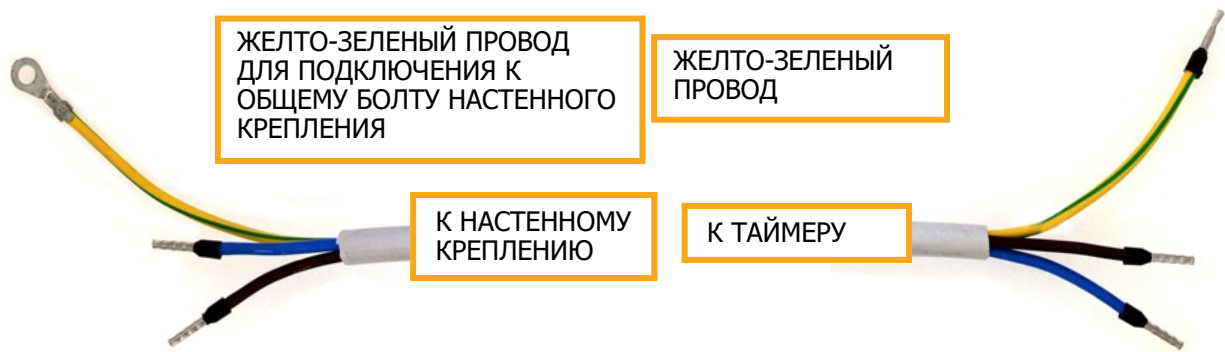 ЖЕЛТО-ЗЕЛЕНЫЙ ПРОВОД
ДЛЯ ПОДКЛЮЧЕНИЯ К
ОБЩЕМУ БОЛТУ НАСТЕННОГО
КРЕПЛЕНИЯ
ЖЕЛТО-ЗЕЛЕНЫЙ
ПРОВОД
К НАСТЕННОМУ
КРЕПЛЕНИЮ
К ТАЙМЕРУ